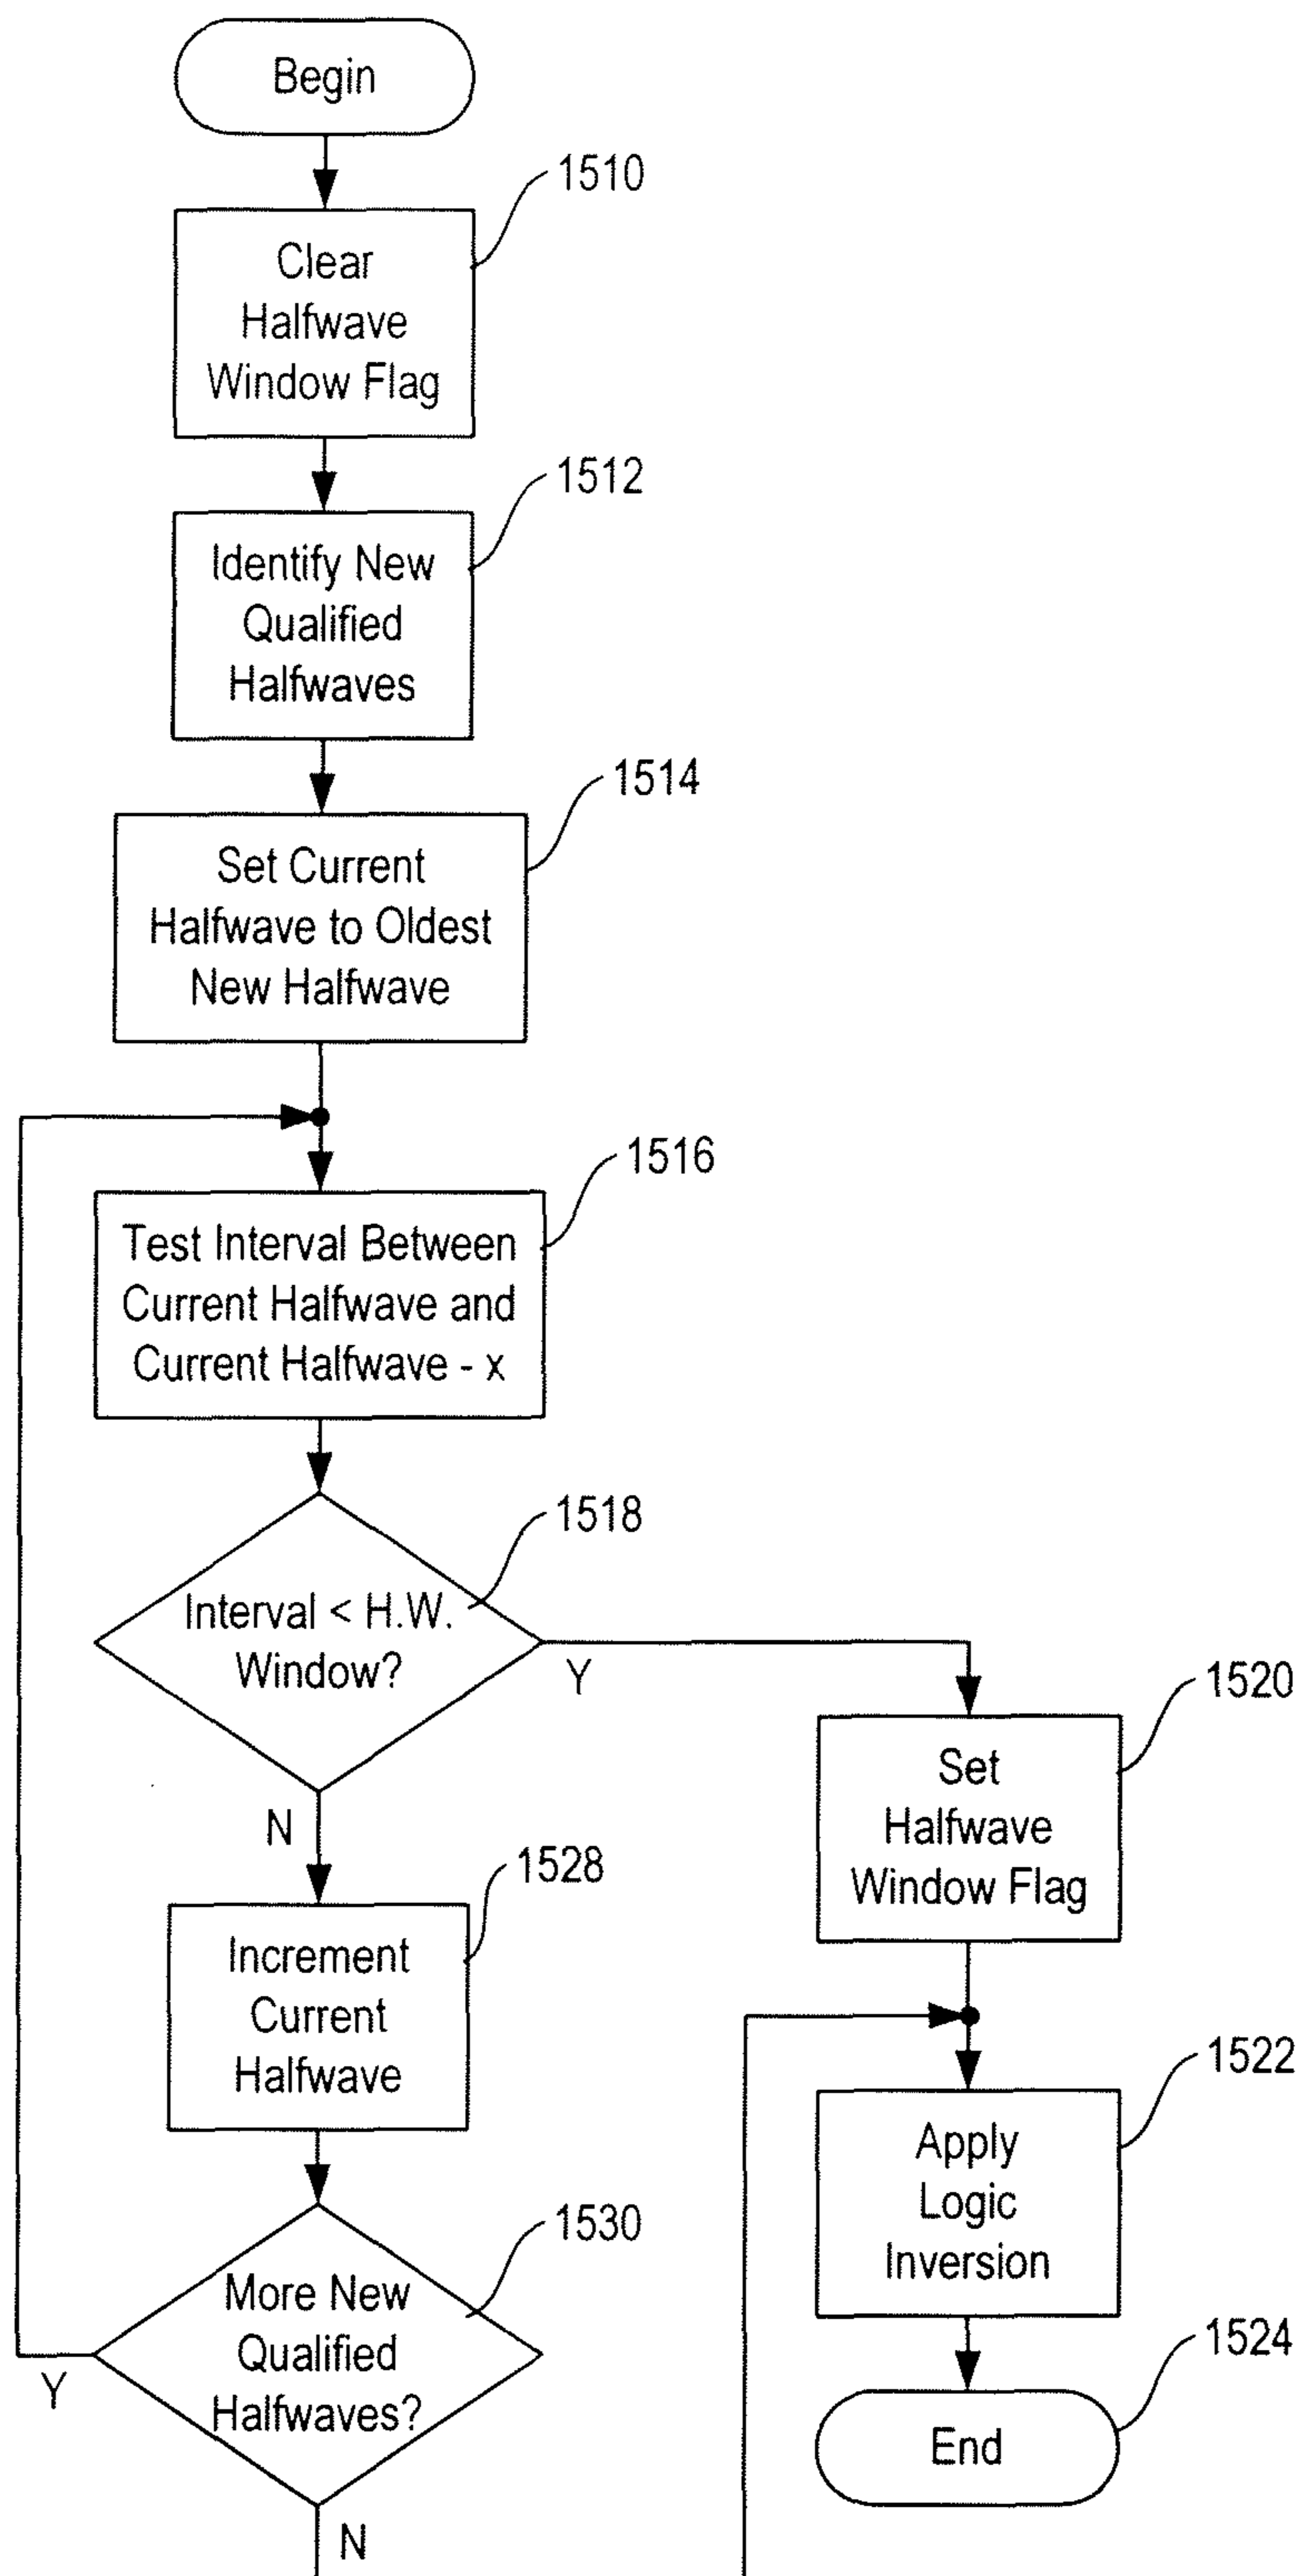 Begin
1510
Clear
Halfwave
Window Flag
1512
Identify New
Qualified
Halfwaves
1514
Set Current
Halfwave to Oldest
New Halfwave
1516
Test Interval Between
Current Halfwave and
Current Halfwave - x
1518
Interval < H.W.
Window?
Y
N
1520
Set
Halfwave
Window Flag
1528
Increment
Current
Halfwave
1522
Apply
Logic
Inversion
1530
More New
Qualified
Halfwaves?
Y
N
1524
End